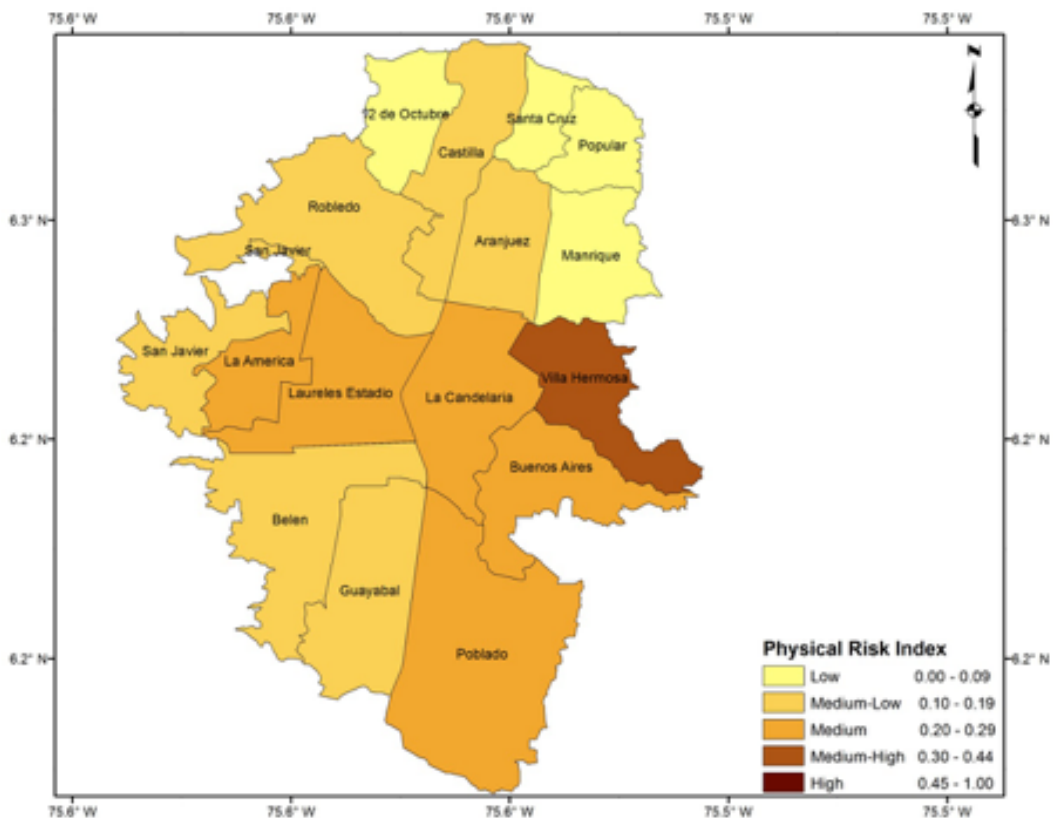 75.6° W 75.6° W 75.6° W 75.5° W 75.5° W
N
12 de Octubre
Santa Cruz
Popular
Castilla
Robledo
6.3° N 6.3° N
Aranjuez
San Javier
Manrique
San Javier
La America
Villa Hermosa
Laureles Estadio
La Candelaria
6.2° N 6.2° N
Buenos Aires
Belen
Guayabal
Poblado
6.2° N 6.2° N
Physical Risk Index
Low 0.00 - 0.09
Medium-Low 0.10 - 0.19
Medium 0.20 - 0.29
Medium-High 0.30 - 0.44
High 0.45 - 1.00
75.6° W 75.6° W 75.6° W 75.5° W 75.5° W